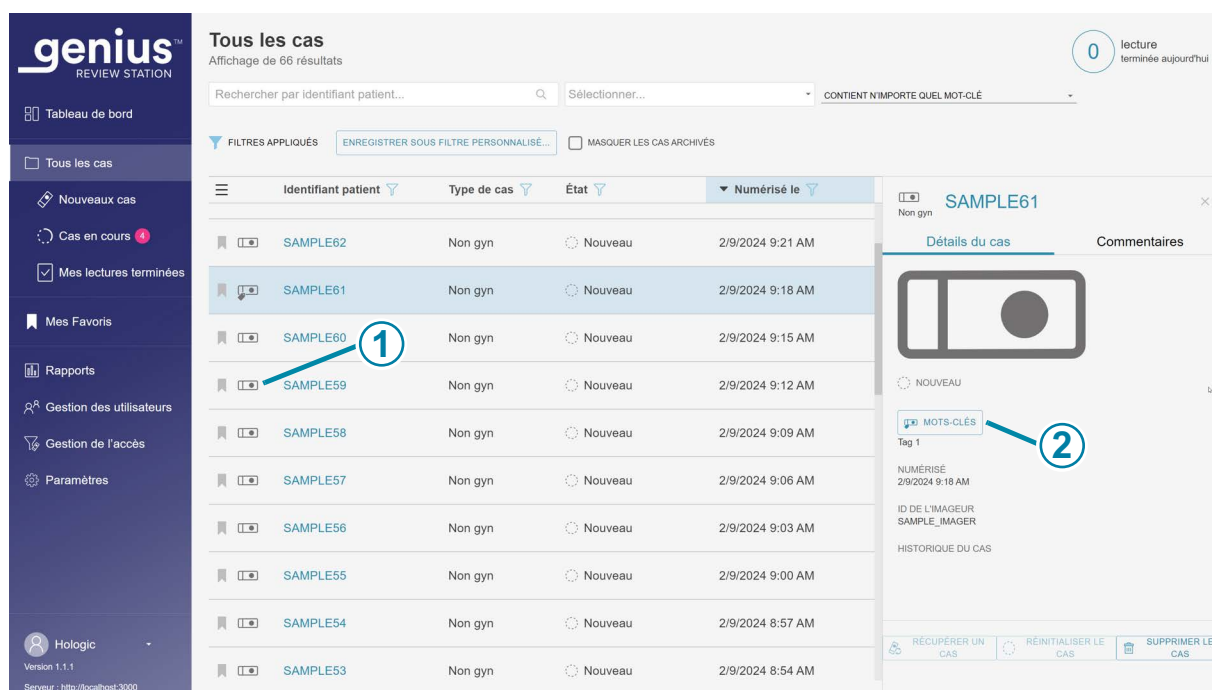 genius™
REVIEW STATION
Tableau de bord
Tous les cas
Nouveaux cas
Cas en cours 4
Mes lectures terminées
Mes Favoris
Rapports
Gestion des utilisateurs
Gestion de l'accès
Paramètres
Hologic
Version 1.1.1
Serveur : http://localhost:3000
Tous les cas
Affichage de 66 résultats
0 lecture
terminée aujourd'hui
Rechercher par identifiant patient... Sélectionner... CONTIENT N'IMPORTE QUEL MOT-CLÉ
FILTRES APPLIQUÉS ENREGISTRER SOUS FILTRE PERSONNALISÉ... MASQUER LES CAS ARCHIVÉS
Identifiant patient Type de cas État Numérisé le
SAMPLE62 Non gyn Nouveau 2/9/2024 9:21 AM
SAMPLE61 Non gyn Nouveau 2/9/2024 9:18 AM
SAMPLE60 Non gyn Nouveau 2/9/2024 9:15 AM
1
SAMPLE59 Non gyn Nouveau 2/9/2024 9:12 AM
SAMPLE58 Non gyn Nouveau 2/9/2024 9:09 AM
SAMPLE57 Non gyn Nouveau 2/9/2024 9:06 AM
SAMPLE56 Non gyn Nouveau 2/9/2024 9:03 AM
SAMPLE55 Non gyn Nouveau 2/9/2024 9:00 AM
SAMPLE54 Non gyn Nouveau 2/9/2024 8:57 AM
SAMPLE53 Non gyn Nouveau 2/9/2024 8:54 AM
Non gyn SAMPLE61
Détails du cas Commentaires
NOUVEAU
MOTS-CLÉS
2
Tag 1
NUMÉRISÉ
2/9/2024 9:18 AM
ID DE L'IMAGEUR
SAMPLE_IMAGER
HISTORIQUE DU CAS
RÉCUPÉRER UN CAS
RÉINITIALISER LE CAS
SUPPRIMER LE CAS